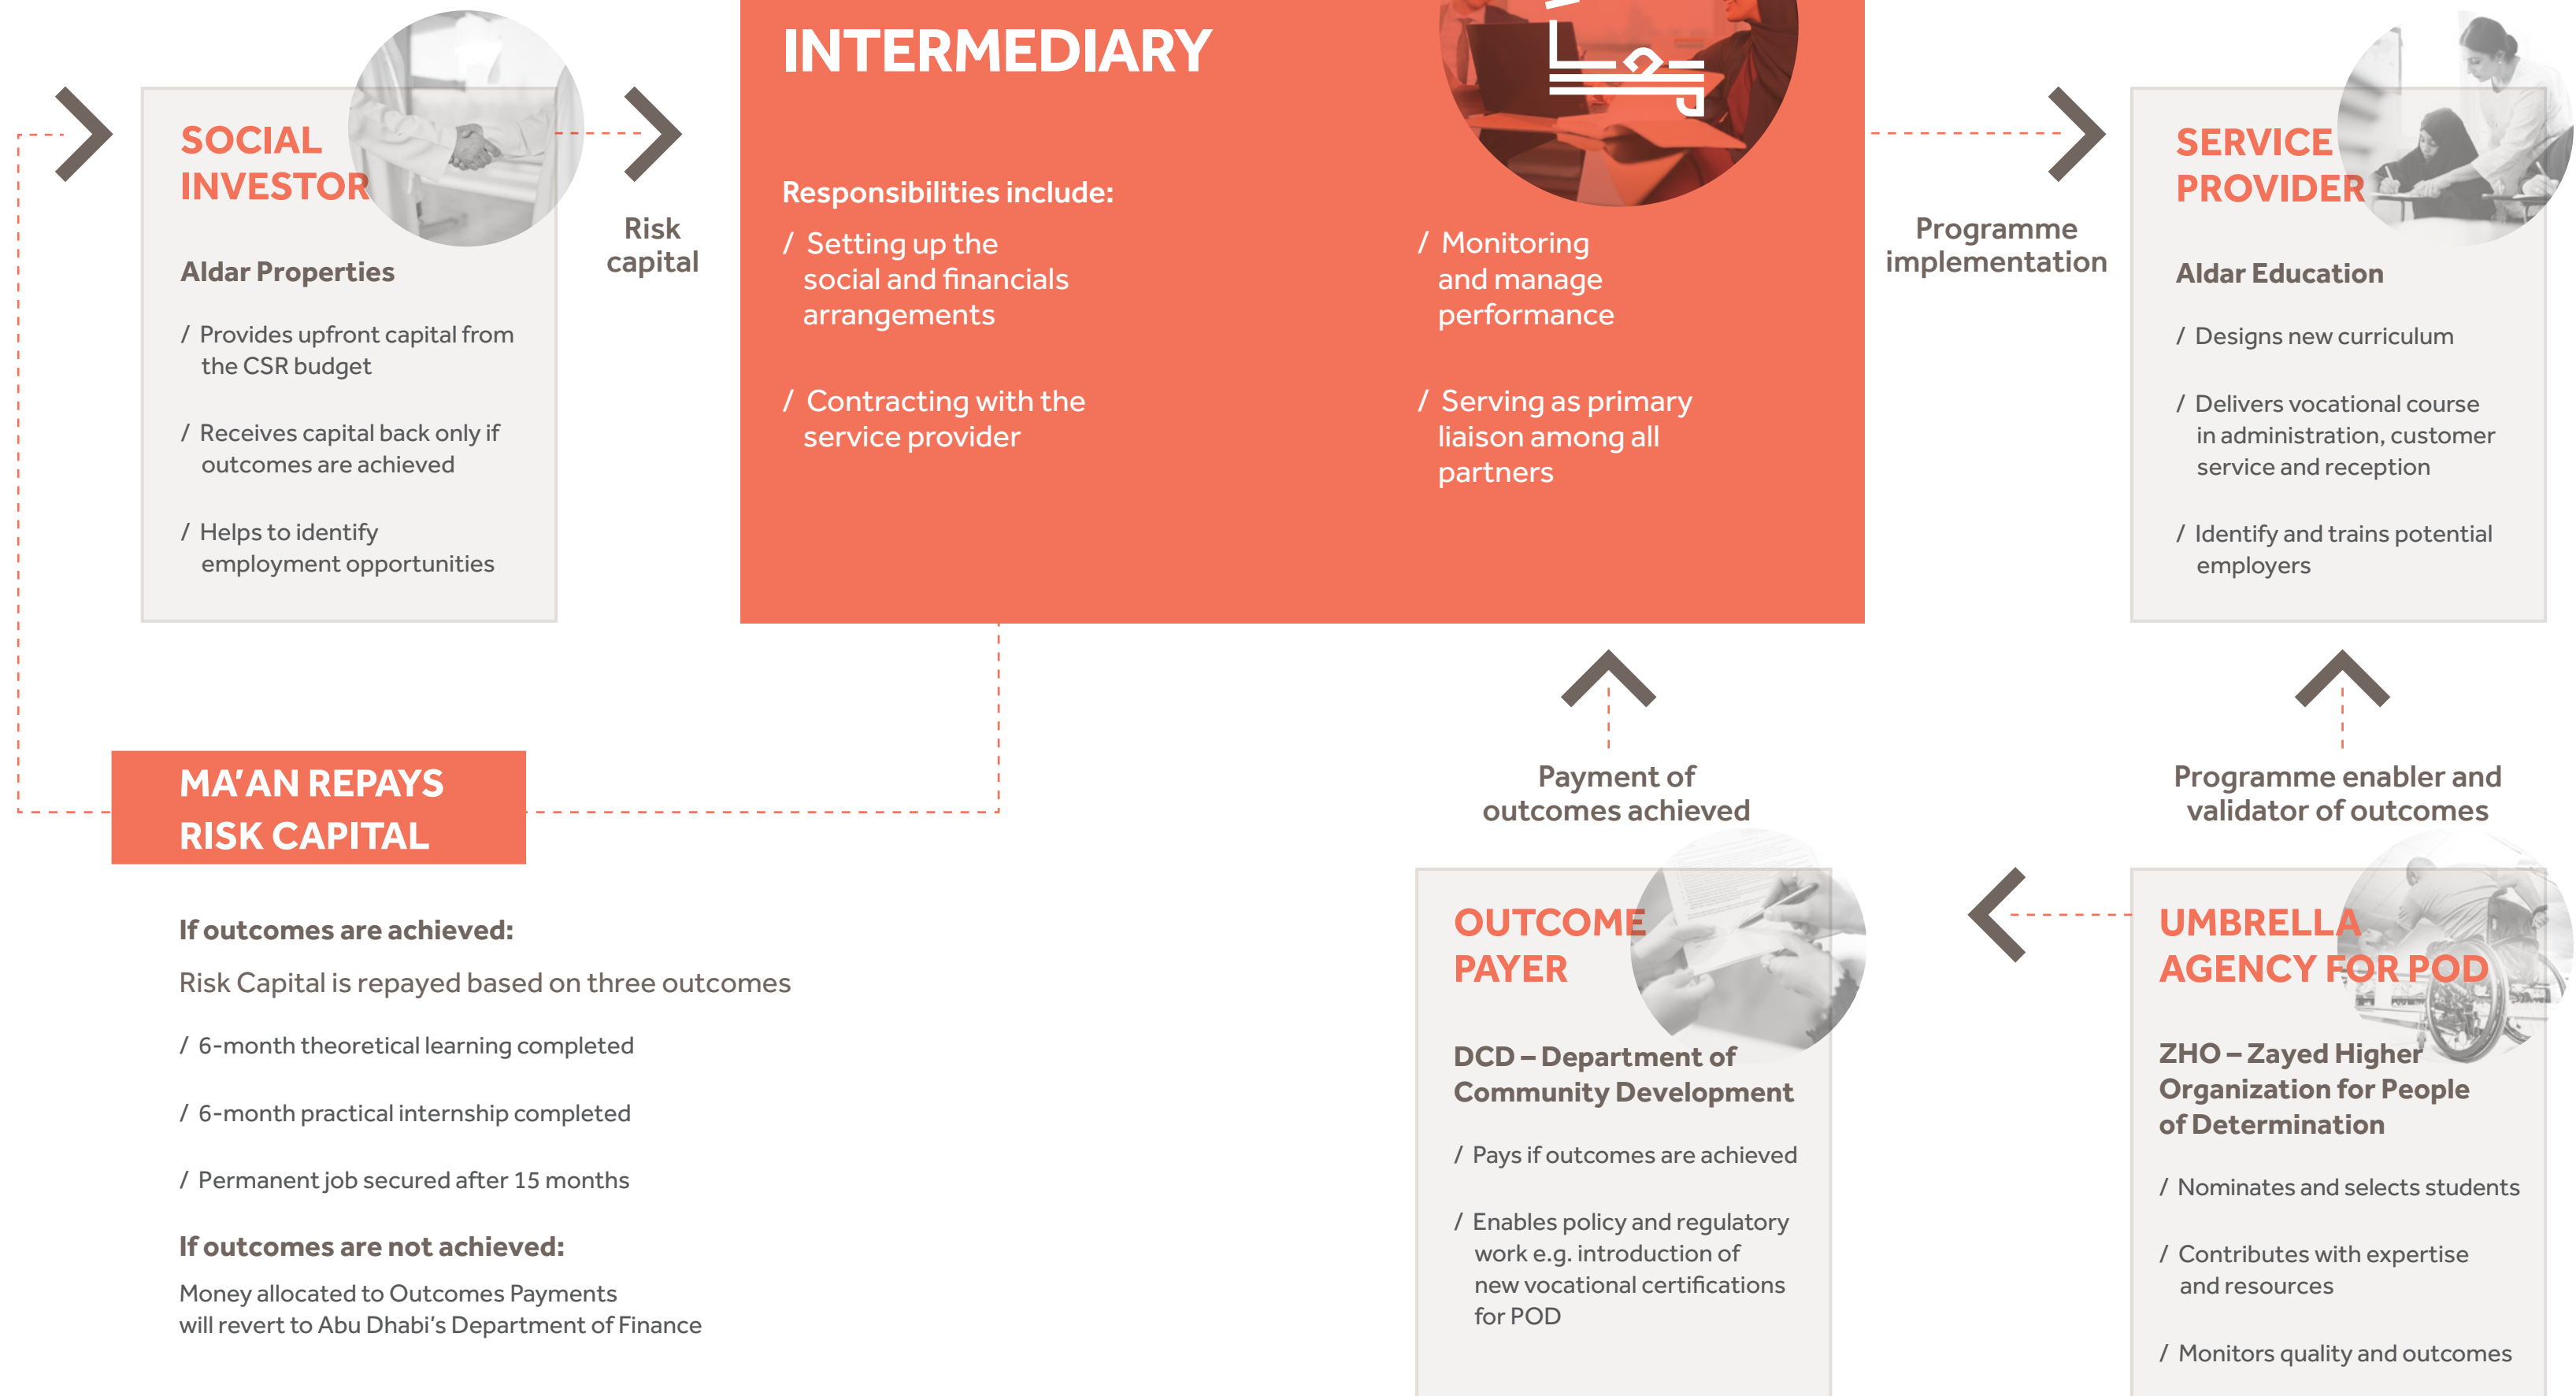 INTERMEDIARY
Responsibilities include:
/ Setting up the
social and financials
arrangements
/ Contracting with the
service provider
/ Monitoring
and manage
performance
/ Serving as primary
liaison among all
partners
SOCIAL
INVESTOR
Aldar Properties
/ Provides upfront capital from
the CSR budget
/ Receives capital back only if
outcomes are achieved
/ Helps to identify
employment opportunities
Risk
capital
Programme
implementation
SERVICE
PROVIDER
Aldar Education
/ Designs new curriculum
/ Delivers vocational course
in administration, customer
service and reception
/ Identify and trains potential
employers
MA’AN REPAYS
RISK CAPITAL
If outcomes are achieved:
Risk Capital is repayed based on three outcomes
/ 6-month theoretical learning completed
/ 6-month practical internship completed
/ Permanent job secured after 15 months
If outcomes are not achieved:
Money allocated to Outcomes Payments
will revert to Abu Dhabi’s Department of Finance
Payment of
outcomes achieved
OUTCOME
PAYER
DCD – Department of
Community Development
/ Pays if outcomes are achieved
/ Enables policy and regulatory
work e.g. introduction of
new vocational certifications
for POD
Programme enabler and
validator of outcomes
UMBRELLA
AGENCY FOR POD
ZHO – Zayed Higher
Organization for People
of Determination
/ Nominates and selects students
/ Contributes with expertise
and resources
/ Monitors quality and outcomes